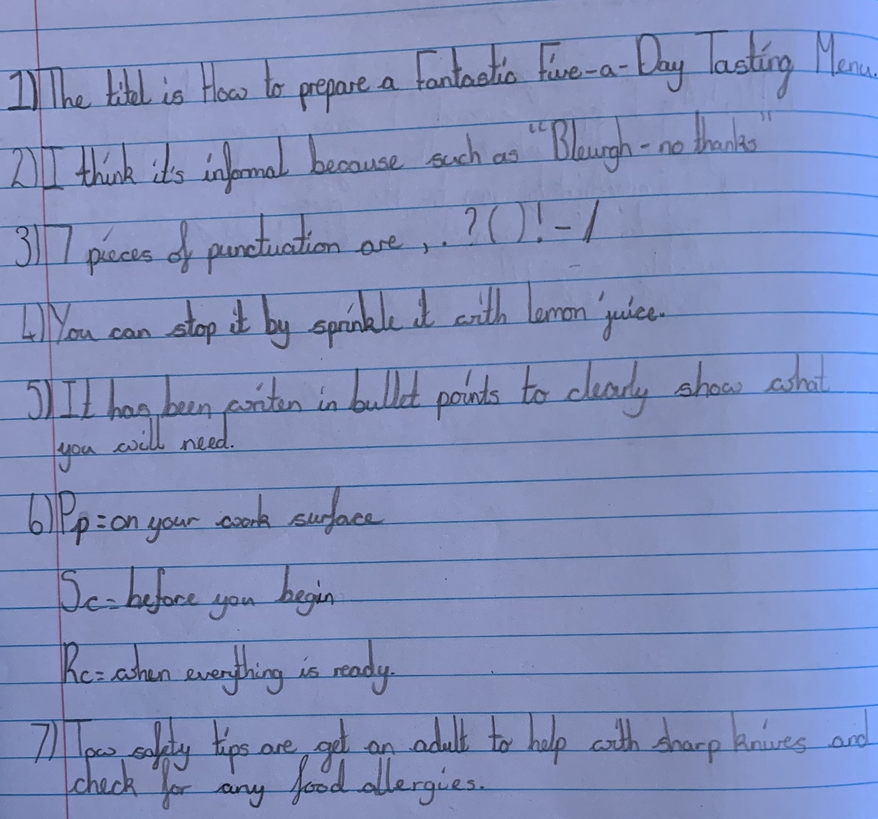 1) The titel is How to prepare a Fantastic Five-a-Day Tasting Menu.
2) I think it's informal because such as "Bleurgh - no thanks"
3) 7 pieces of punctuation are , . ? ( ) ! - /
4) You can stop it by sprinkle it with lemon juice.
5) It has been writen in bullet points to clearly show what
you will need.
6) Pp = on your work surface
Sc = before you begin
Rc = when everything is ready.
7) Tow safety tips are get an adult to help with sharp knives and
check for any food allergies.